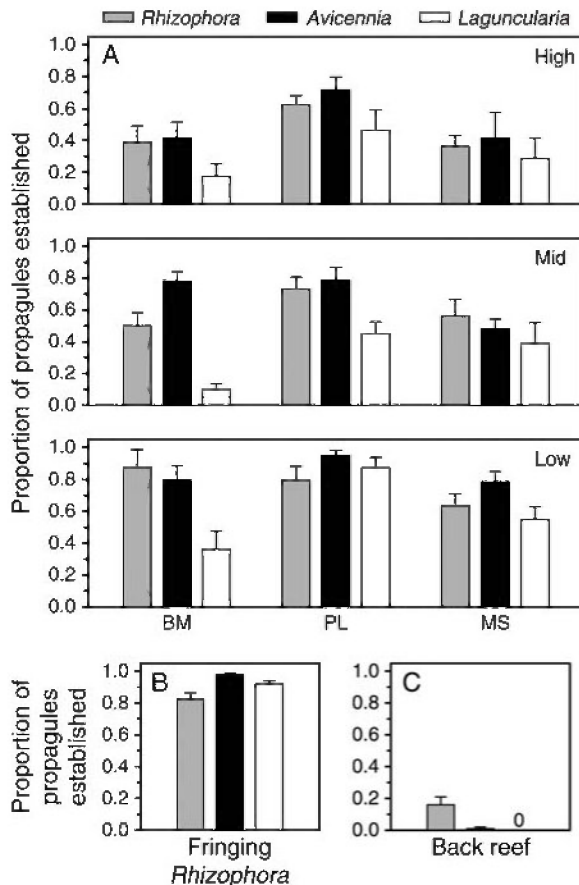 Rhizophora Avicennia Laguncularia
A
High
1.0
0.8
0.6
0.4
0.2
0.0
Mid
1.0
0.8
0.6
0.4
0.2
0.0
Low
1.0
0.8
0.6
0.4
0.2
0.0
Proportion of propagules established
BM PL MS
B
1.0
0.8
0.6
0.4
0.2
0.0
Proportion of
propagules
established
Fringing
Rhizophora
C
1.0
0.8
0.6
0.4
0.2
0.0
0
Back reef